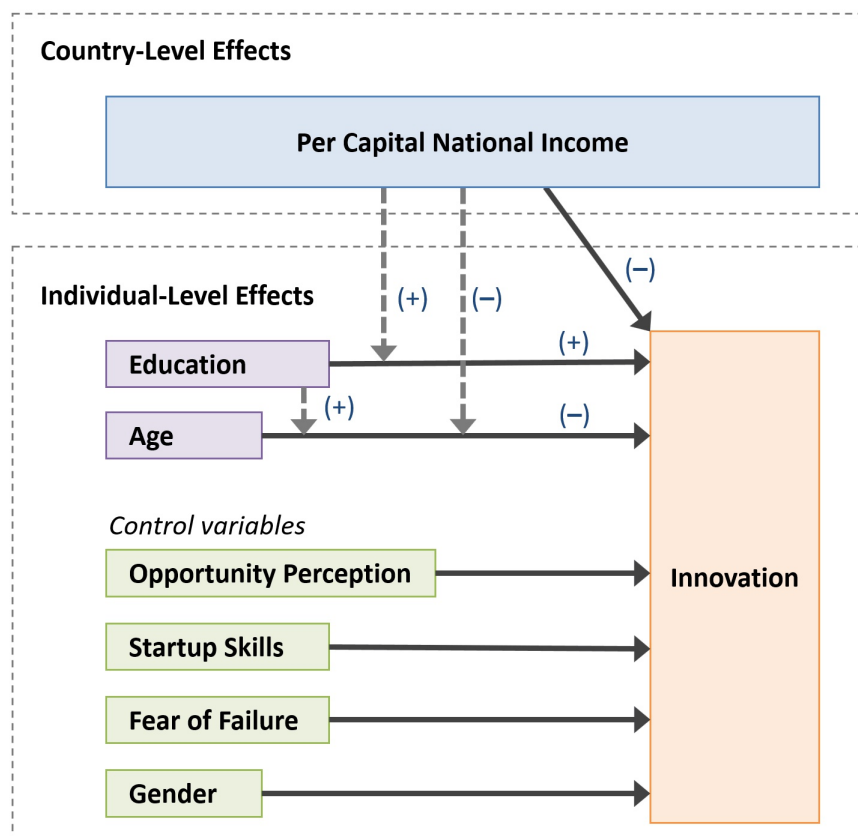 Country-Level Effects
Per Capital National Income
(–)
Individual-Level Effects
(+)
(–)
Education
(+)
(+)
Age
(–)
Control variables
Opportunity Perception
Innovation
Startup Skills
Fear of Failure
Gender